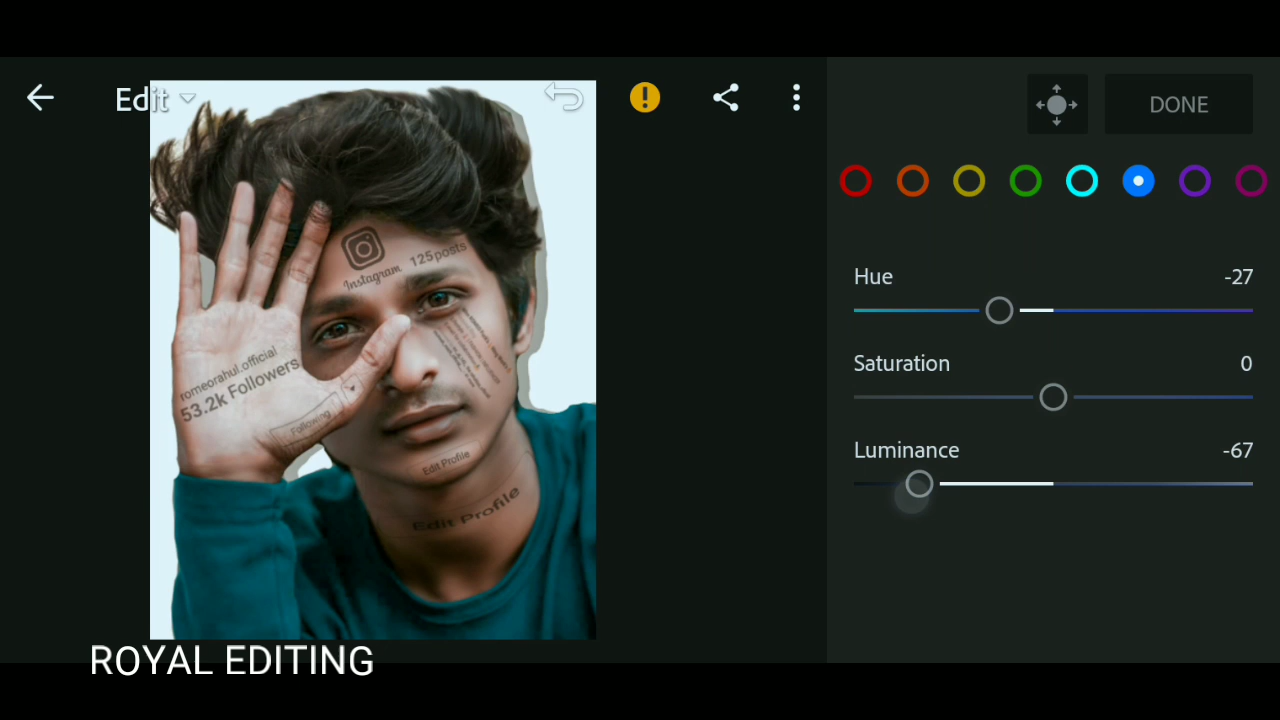 Edit
DONE
Hue
-27
Saturation
0
Luminance
-67
Instagram
125posts
romeorahul.official
53.2k Followers
Following
Edit Profile
Edit Profile
ROYAL EDITING